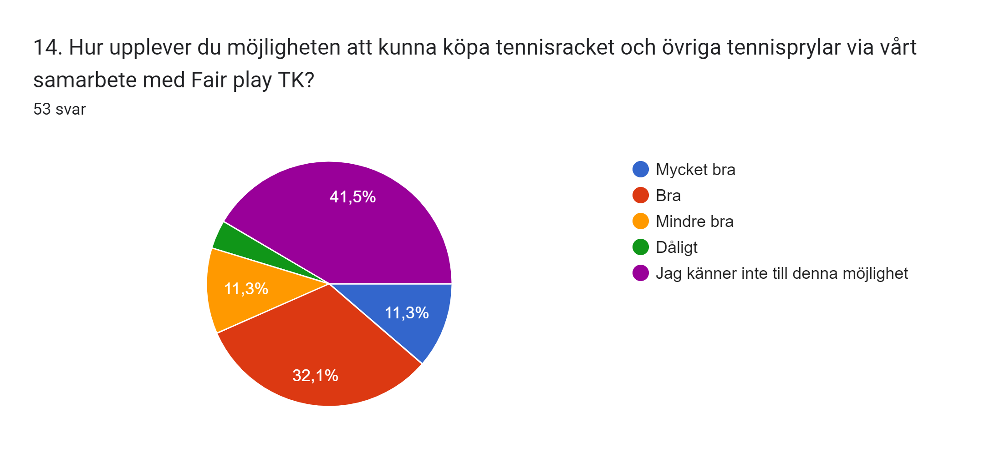 14. Hur upplever du möjligheten att kunna köpa tennisracket och övriga tennisprylar via vårt
samarbete med Fair play TK?
53 svar
41,5%
11,3%
11,3%
32,1%
Mycket bra
Bra
Mindre bra
Dåligt
Jag känner inte till denna möjlighet